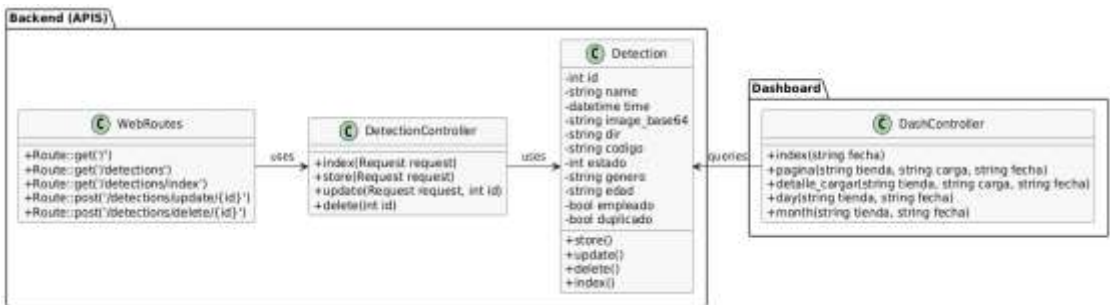 Backend (APIS)
C WebRoutes
+Route::get('/')
+Route::get('/detections')
+Route::get('/detections/index')
+Route::post('/detections/update/{id}')
+Route::post('/detections/delete/{id}')
uses
C DetectionController
+index(Request request)
+store(Request request)
+update(Request request, int id)
+delete(int id)
uses
C Detection
-int id
-string name
-datetime time
-string image_base64
-string dir
-string codigo
-int estado
-string genero
-string edad
-bool empleado
-bool duplicado
+store()
+update()
+delete()
+index()
queries
Dashboard
C DashController
+index(string fecha)
+pagina(string tienda, string carga, string fecha)
+detalle_cargar(string tienda, string carga, string fecha)
+day(string tienda, string fecha)
+month(string tienda, string fecha)